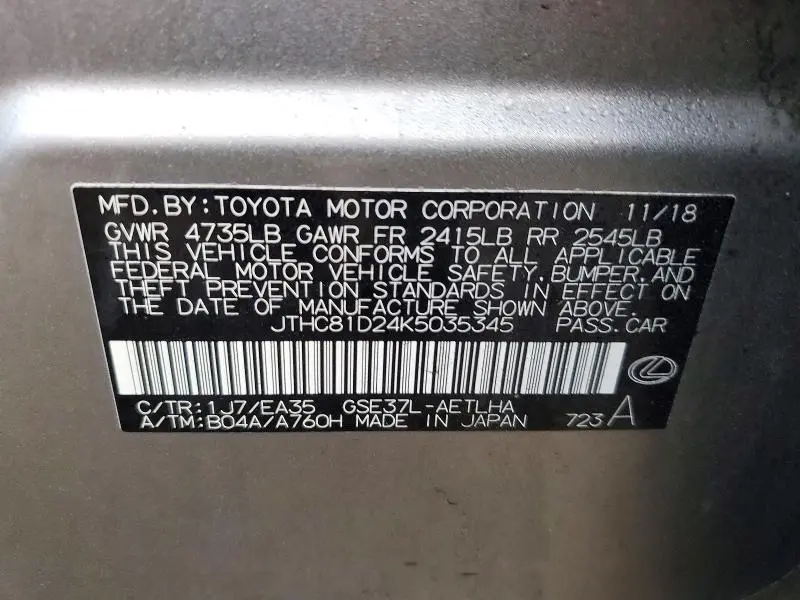 MFD.BY:TOYOTA MOTOR CORPORATION 11/18
GVWR 4735LB GAWR FR 2415LB RR 2545LB
THIS VEHICLE CONFORMS TO ALL APPLICABLE
FEDERAL MOTOR VEHICLE SAFETY,BUMPER,AND
THEFT PREVENTION STANDARDS IN EFFECT ON
THE DATE OF MANUFACTURE SHOWN ABOVE.
JTHC81D24K5035345 PASS.CAR
C/TR:1J7/EA35 GSE37L-AETLHA
A/TM:B04A/A760H MADE IN JAPAN 723 A